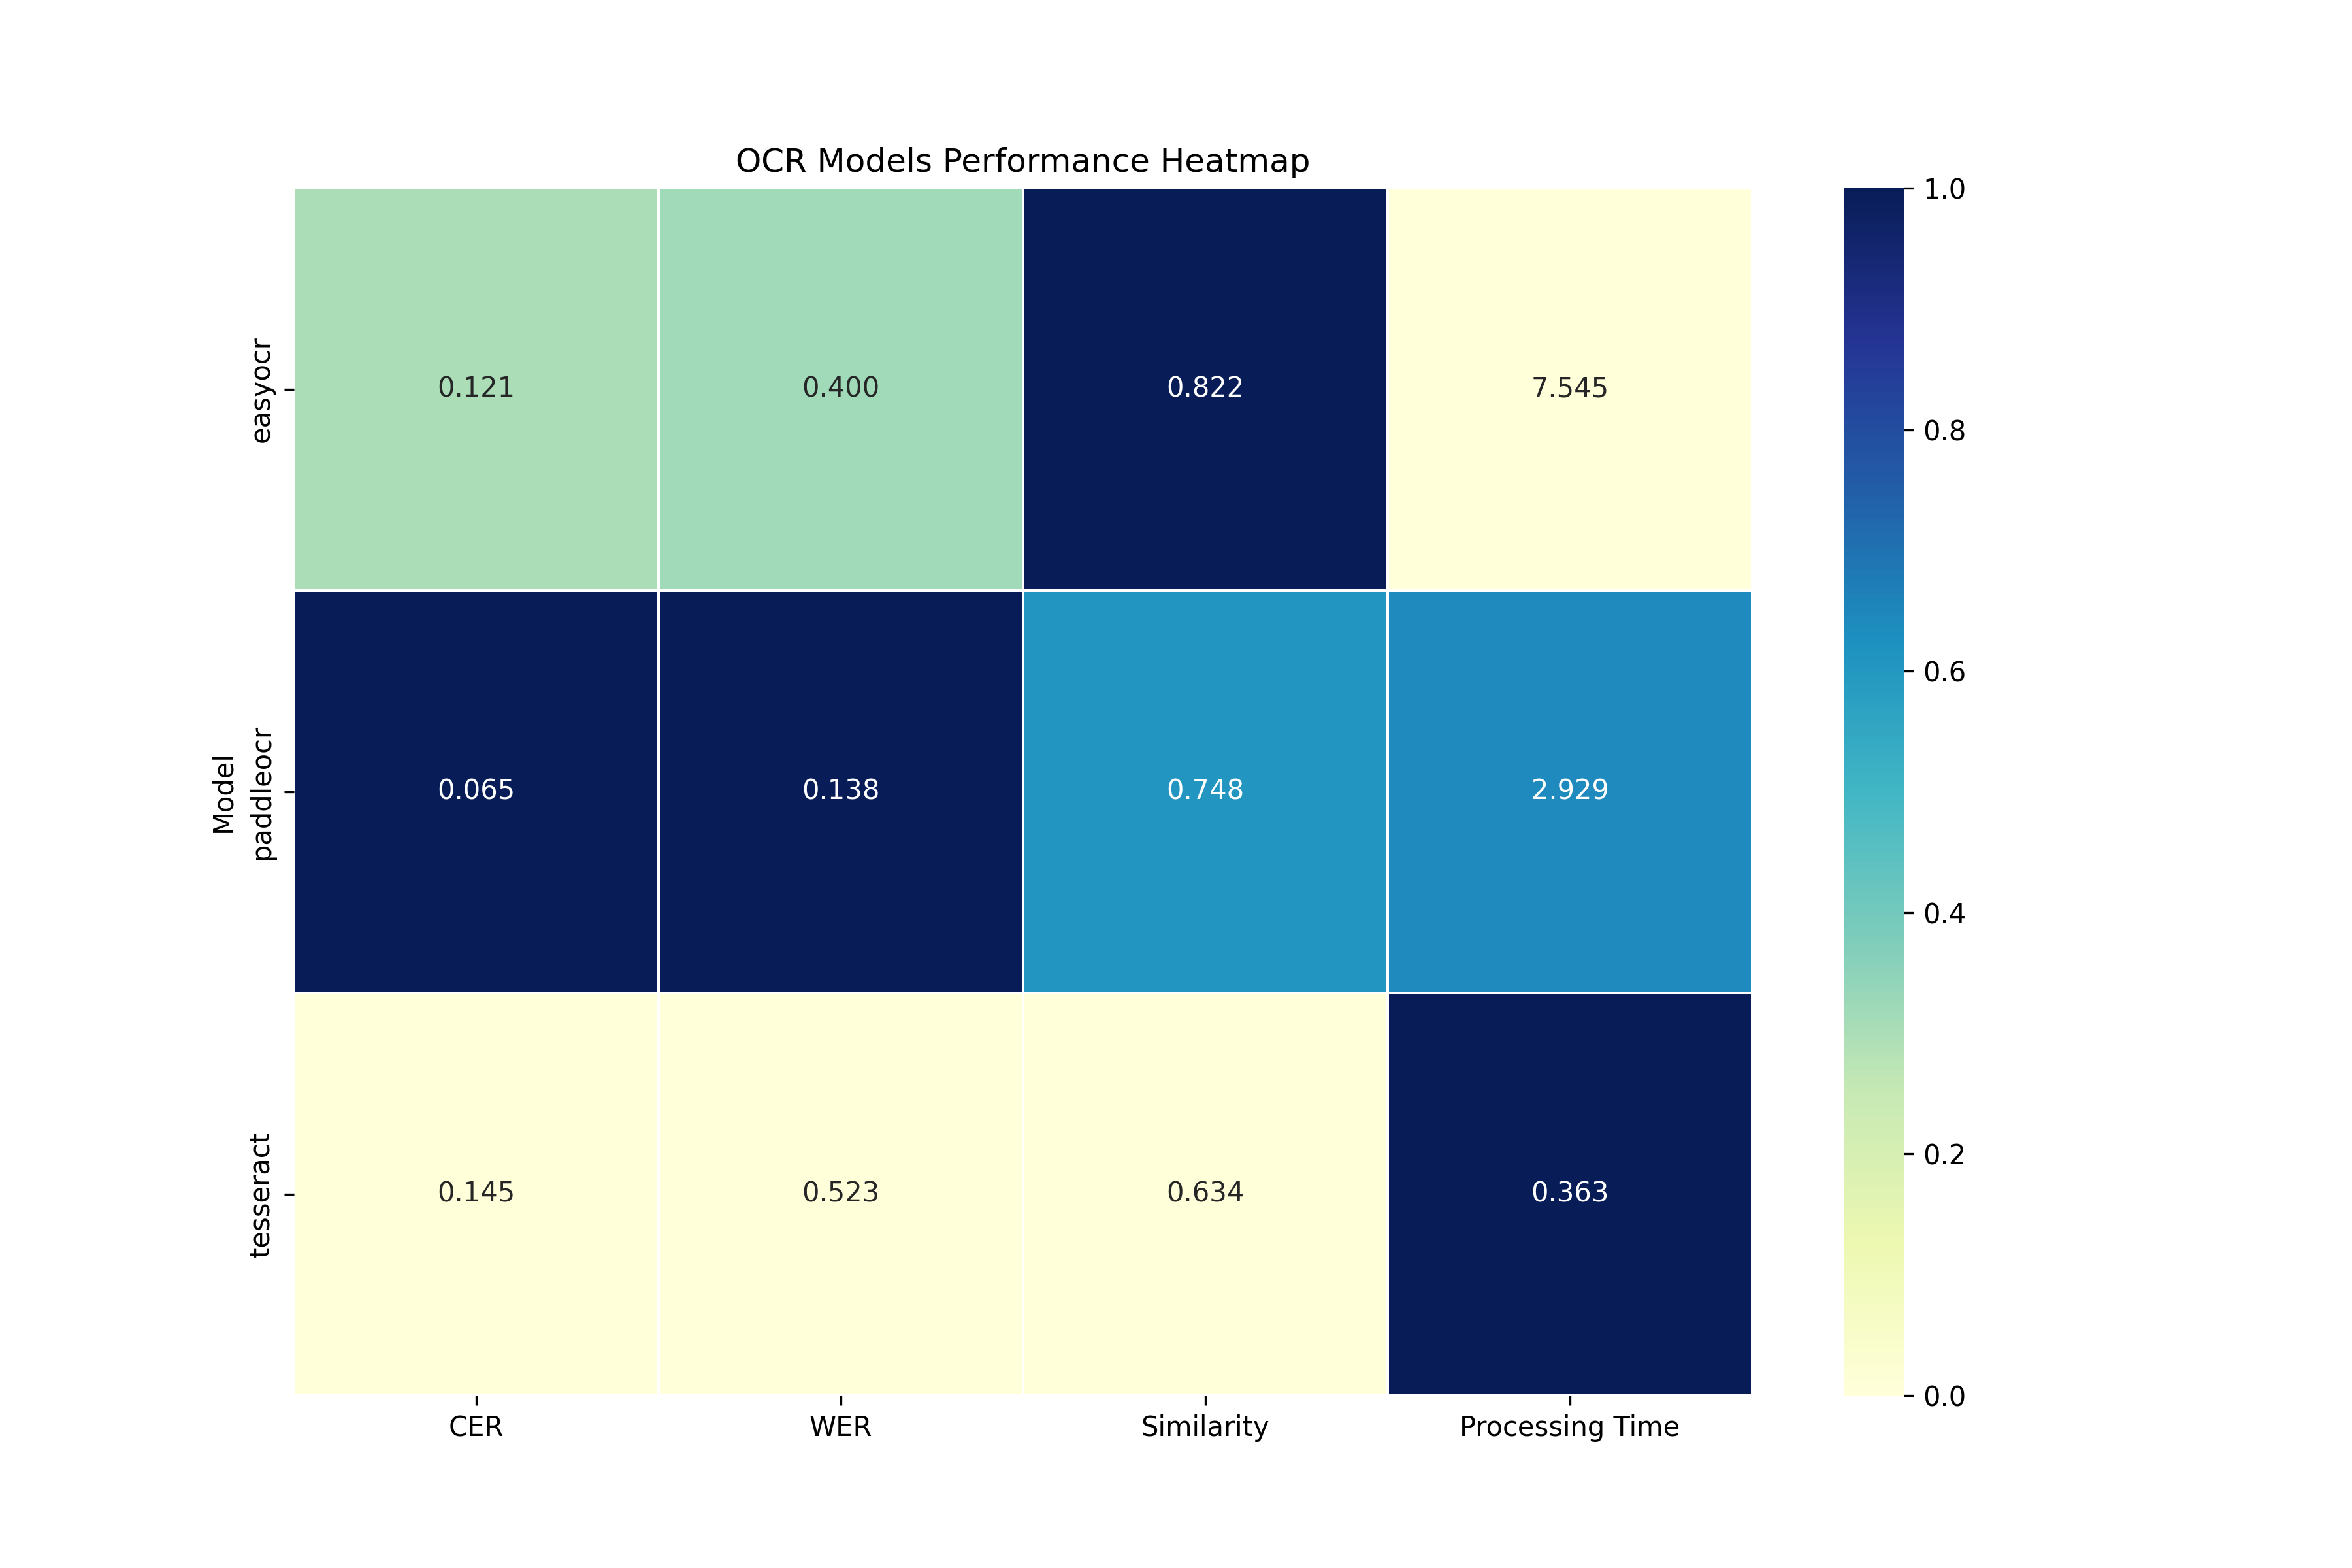 OCR Models Performance Heatmap
easyocr
0.121 0.400 0.822 7.545
Model
paddleocr
0.065 0.138 0.748 2.929
tesseract
0.145 0.523 0.634 0.363
CER WER Similarity Processing Time
1.0
0.8
0.6
0.4
0.2
0.0